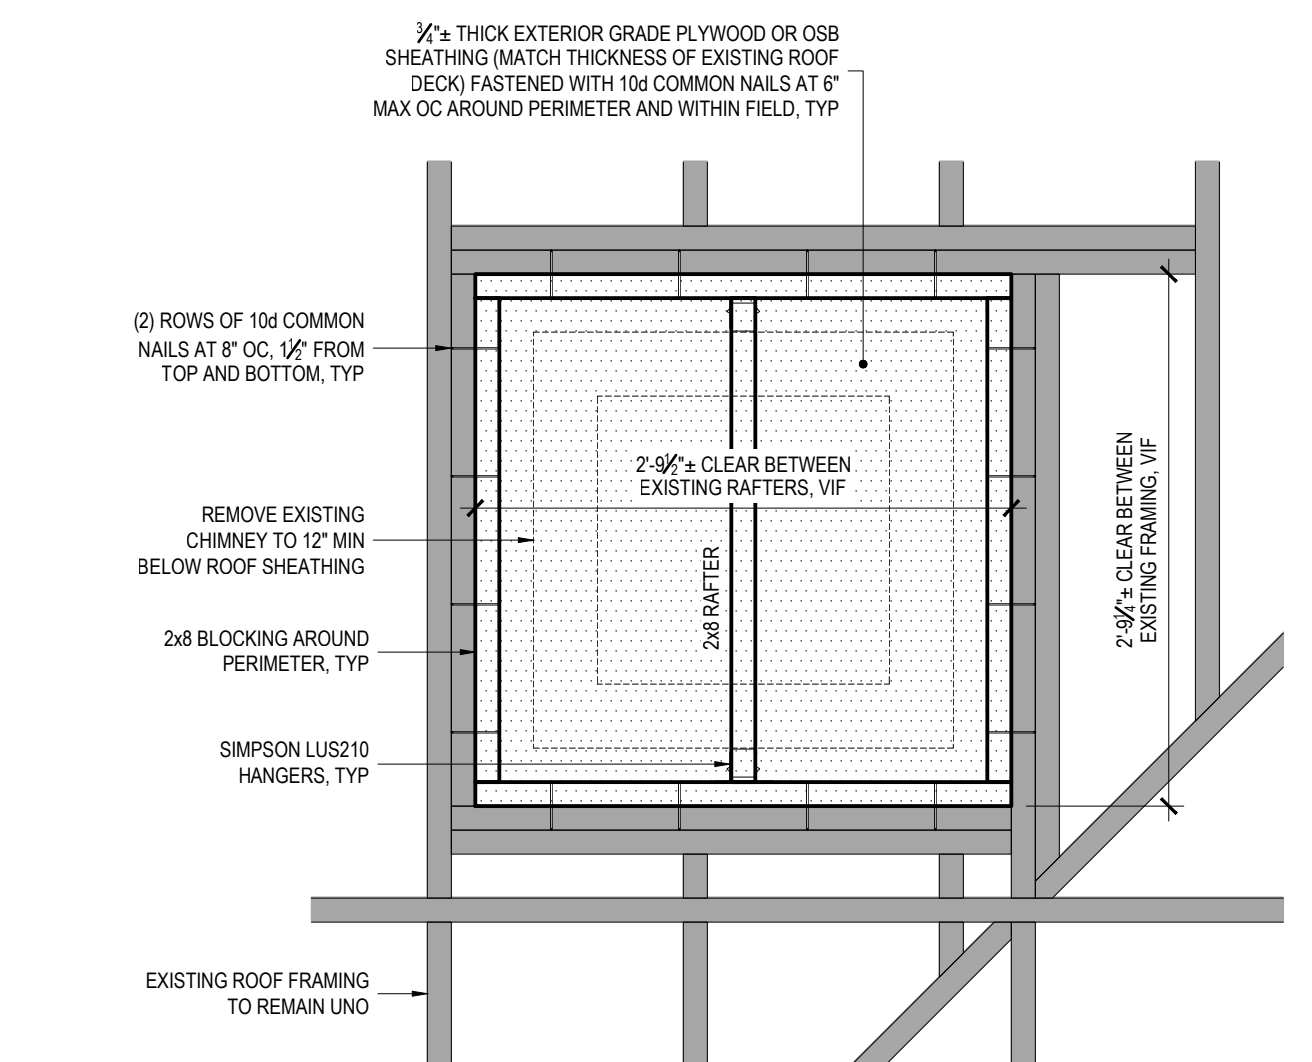 ¾"± THICK EXTERIOR GRADE PLYWOOD OR OSB
SHEATHING (MATCH THICKNESS OF EXISTING ROOF
DECK) FASTENED WITH 10d COMMON NAILS AT 6"
MAX OC AROUND PERIMETER AND WITHIN FIELD, TYP
(2) ROWS OF 10d COMMON
NAILS AT 8" OC, 1½" FROM
TOP AND BOTTOM, TYP
2'-9½"± CLEAR BETWEEN
EXISTING RAFTERS, VIF
2'-9¼"± CLEAR BETWEEN
EXISTING FRAMING, VIF
REMOVE EXISTING
CHIMNEY TO 12" MIN
BELOW ROOF SHEATHING
2x8 RAFTER
2x8 BLOCKING AROUND
PERIMETER, TYP
SIMPSON LUS210
HANGERS, TYP
EXISTING ROOF FRAMING
TO REMAIN UNO